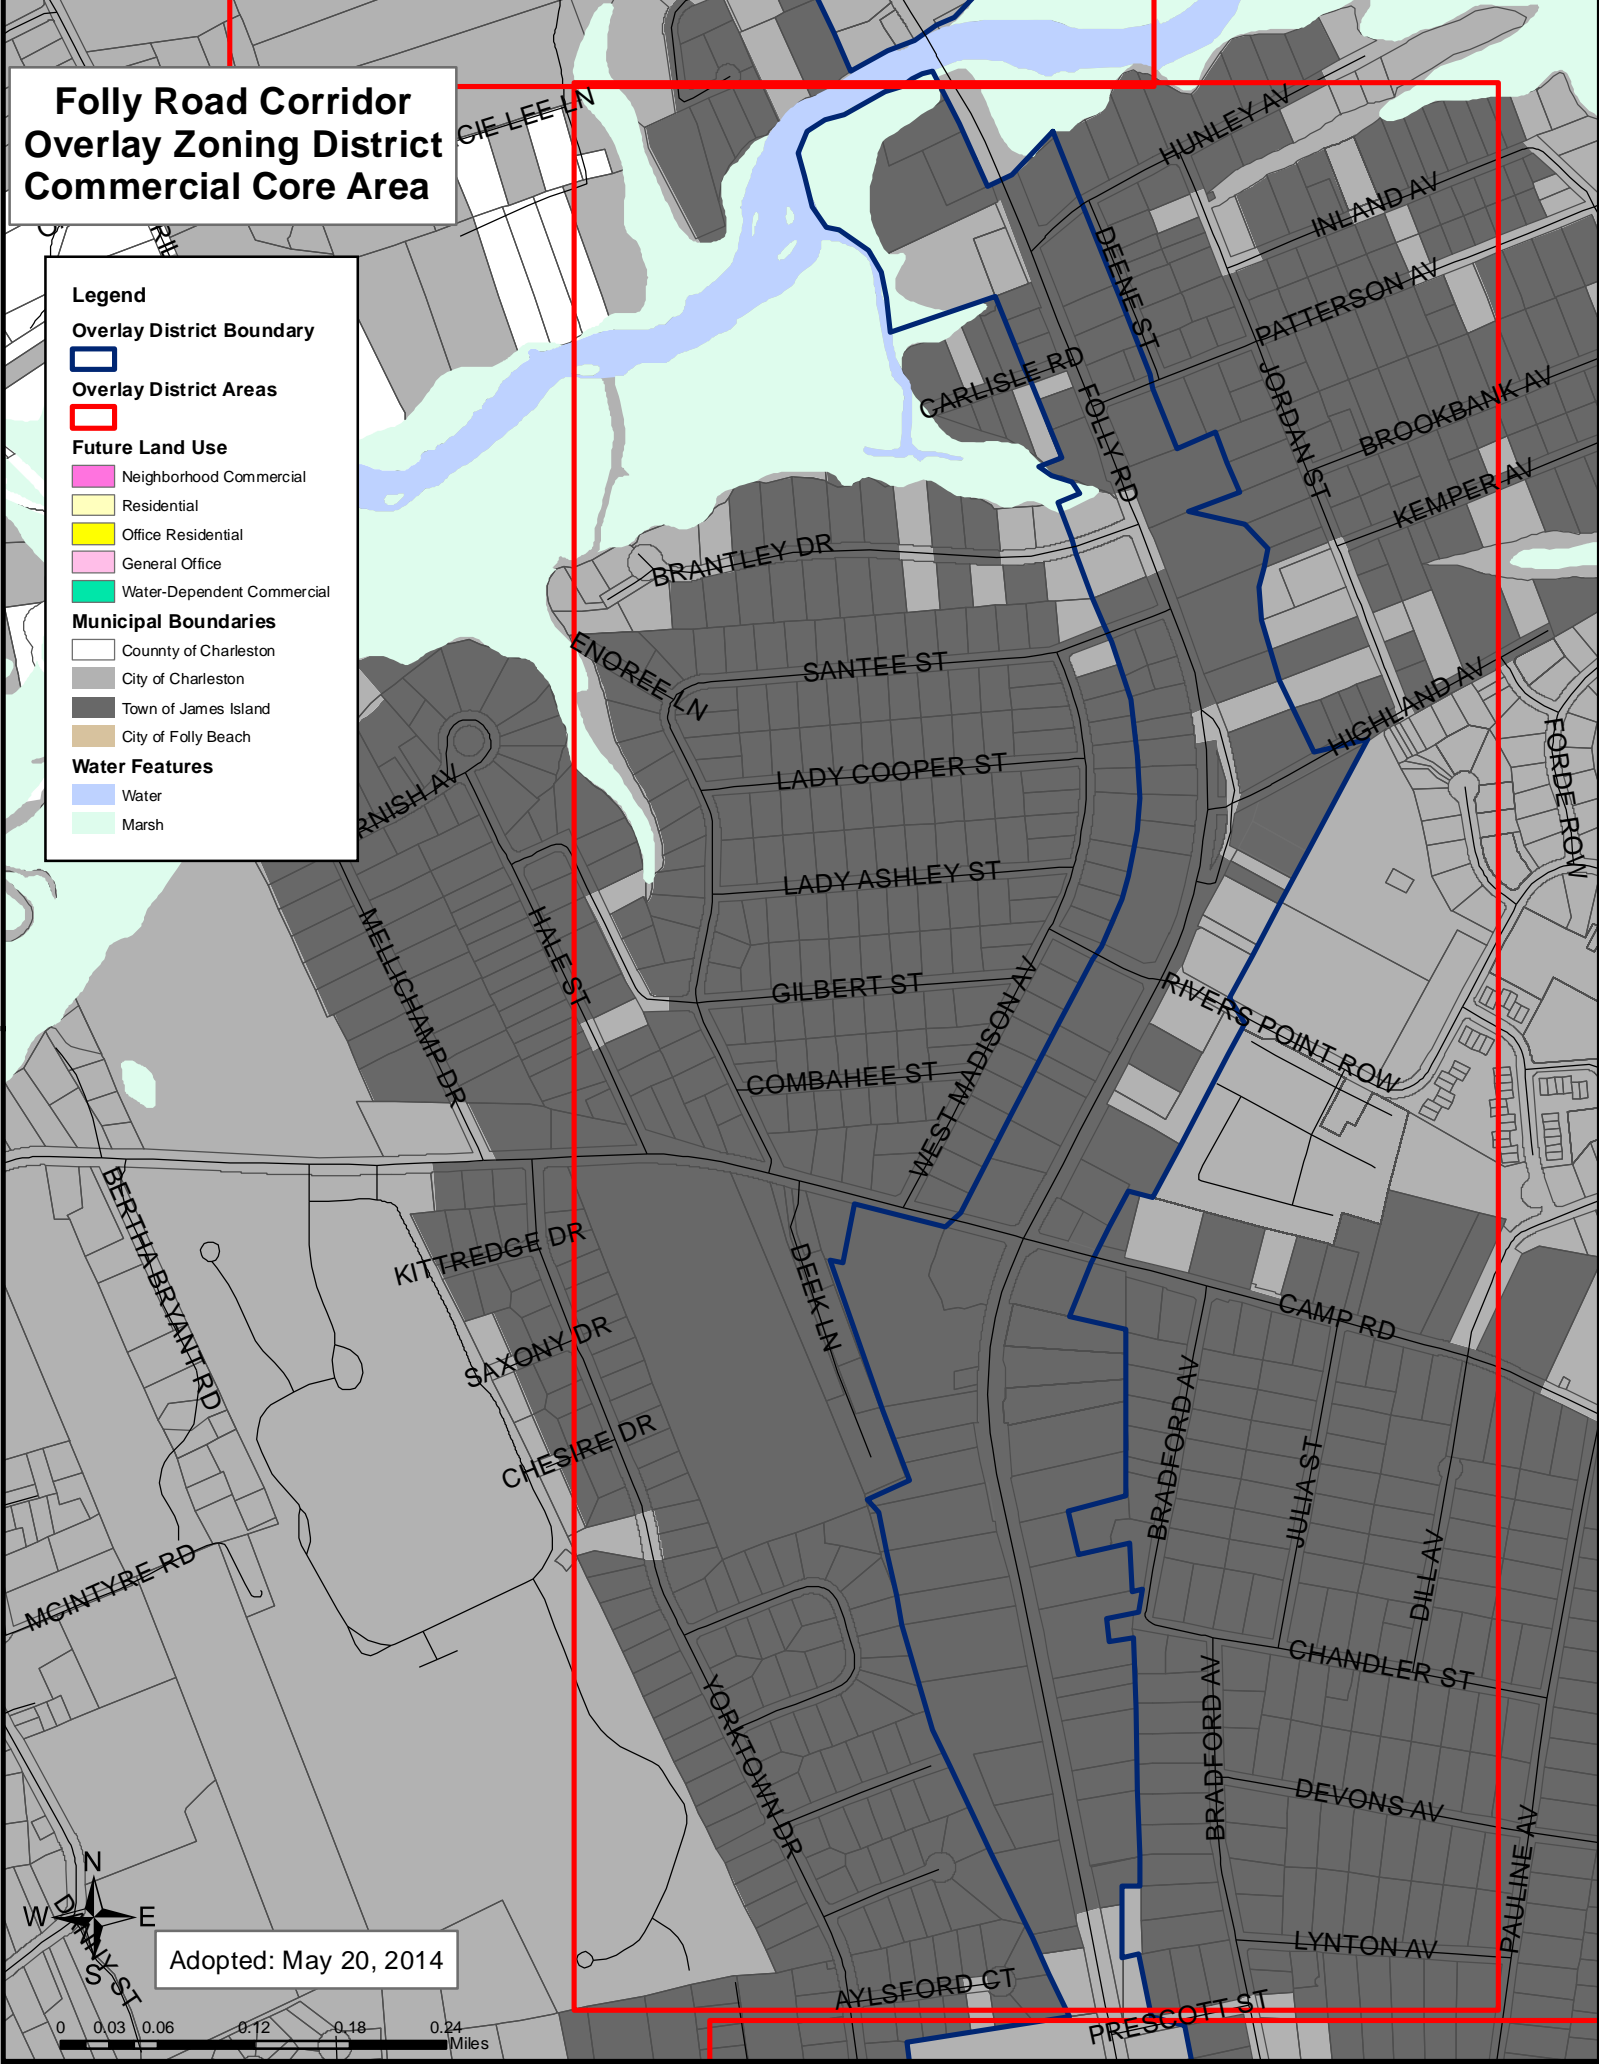 Folly Road Corridor
Overlay Zoning District
Commercial Core Area
CIE LEE LN
HUNLEY AV
INLAND AV
DEENE ST
PATTERSON AV
CARLISLE RD
FOLLY RD
JORDAN ST
BROOKBANK AV
KEMPER AV
Legend
Overlay District Boundary
Overlay District Areas
Future Land Use
Neighborhood Commercial
Residential
Office Residential
General Office
Water-Dependent Commercial
Municipal Boundaries
Counnty of Charleston
City of Charleston
Town of James Island
City of Folly Beach
Water Features
Water
Marsh
BRANTLEY DR
ENOREE LN
SANTEE ST
HIGHLAND AV
FORDE ROW
LADY COOPER ST
RNISH AV
LADY ASHLEY ST
MELLICHAMP DR
HALE ST
GILBERT ST
WEST MADISON AV
RIVERS POINT ROW
COMBAHEE ST
BERTHA BRYANT RD
KITTREDGE DR
DEEK LN
CAMP RD
SAXONY DR
BRADFORD AV
CHESIRE DR
JULIA ST
DILL AV
MCINTYRE RD
CHANDLER ST
YORKTOWN DR
BRADFORD AV
DEVONS AV
PAULINE AV
LYNTON AV
AYLSFORD CT
PRESCOTT ST
N
W E
S
Adopted: May 20, 2014
0 0.03 0.06 0.12 0.18 0.24
Miles